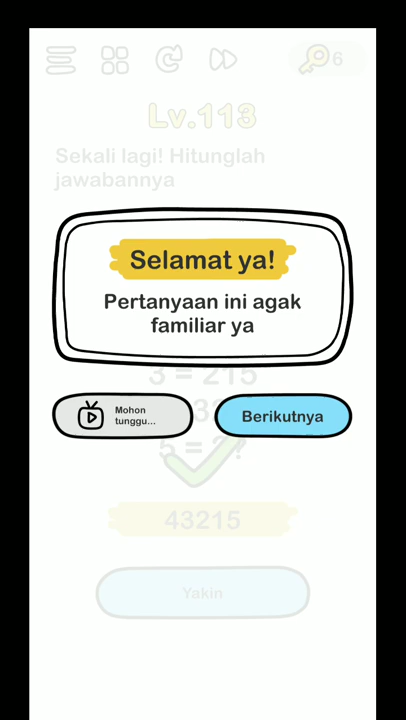 6
Lv.113
Sekali lagi! Hitunglah
jawabannya
Selamat ya!
Pertanyaan ini agak
familiar ya
3 = 215
Mohon
tunggu...
Berikutnya
5 = ??
43215
Yakin